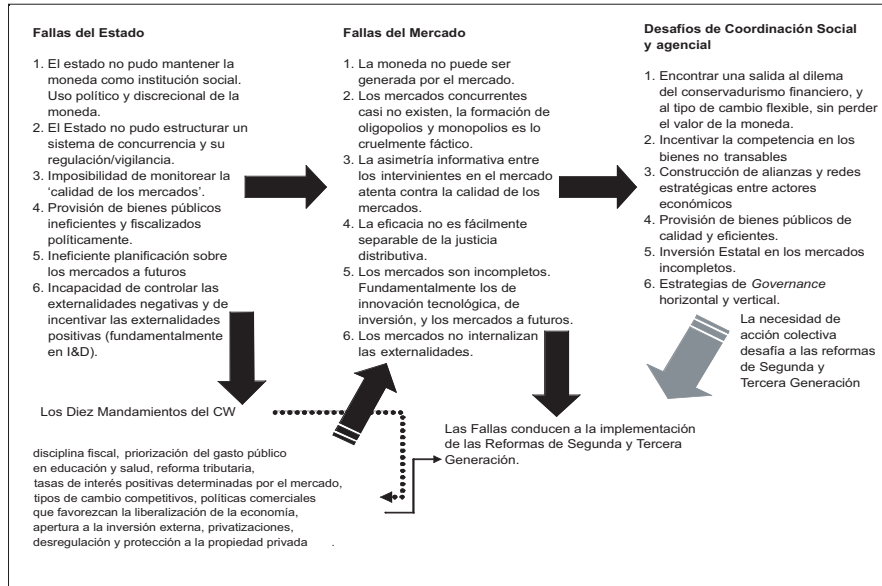 Fallas del Estado
1. El estado no pudo mantener la
moneda como institución social.
Uso político y discrecional de la
moneda.
2. El Estado no pudo estructurar un
sistema de concurrencia y su
regulación/vigilancia.
3. Imposibilidad de monitorear la
‘calidad de los mercados’.
4. Provisión de bienes públicos
ineficientes y fiscalizados
políticamente.
5. Ineficiente planificación sobre
los mercados a futuros
6. Incapacidad de controlar las
externalidades negativas y de
incentivar las externalidades
positivas (fundamentalmente
en I&D).
Fallas del Mercado
1. La moneda no puede ser
generada por el mercado.
2. Los mercados concurrentes
casi no existen, la formación de
oligopolios y monopolios es lo
cruelmente fáctico.
3. La asimetría informativa entre
los intervinientes en el mercado
atenta contra la calidad de los
mercados.
4. La eficacia no es fácilmente
separable de la justicia
distributiva.
5. Los mercados son incompletos.
Fundamentalmente los de
innovación tecnológica, de
inversión, y los mercados a futuros.
6. Los mercados no internalizan
las externalidades.
Desafíos de Coordinación Social
y agencial
1. Encontrar una salida al dilema
del conservadurismo financiero, y
al tipo de cambio flexible, sin perder
el valor de la moneda.
2. Incentivar la competencia en los
bienes no transables
3. Construcción de alianzas y redes
estratégicas entre actores
económicos
4. Provisión de bienes públicos de
calidad y eficientes.
5. Inversión Estatal en los mercados
incompletos.
6. Estrategias de Governance
horizontal y vertical.
La necesidad de
acción colectiva
desafía a las reformas
de Segunda y
Tercera Generación
Los Diez Mandamientos del CW
disciplina fiscal, priorización del gasto público
en educación y salud, reforma tributaria,
tasas de interés positivas determinadas por el mercado,
tipos de cambio competitivos, políticas comerciales
que favorezcan la liberalización de la economía,
apertura a la inversión externa, privatizaciones,
desregulación y protección a la propiedad privada .
Las Fallas conducen a la implementación
de las Reformas de Segunda y Tercera
Generación.